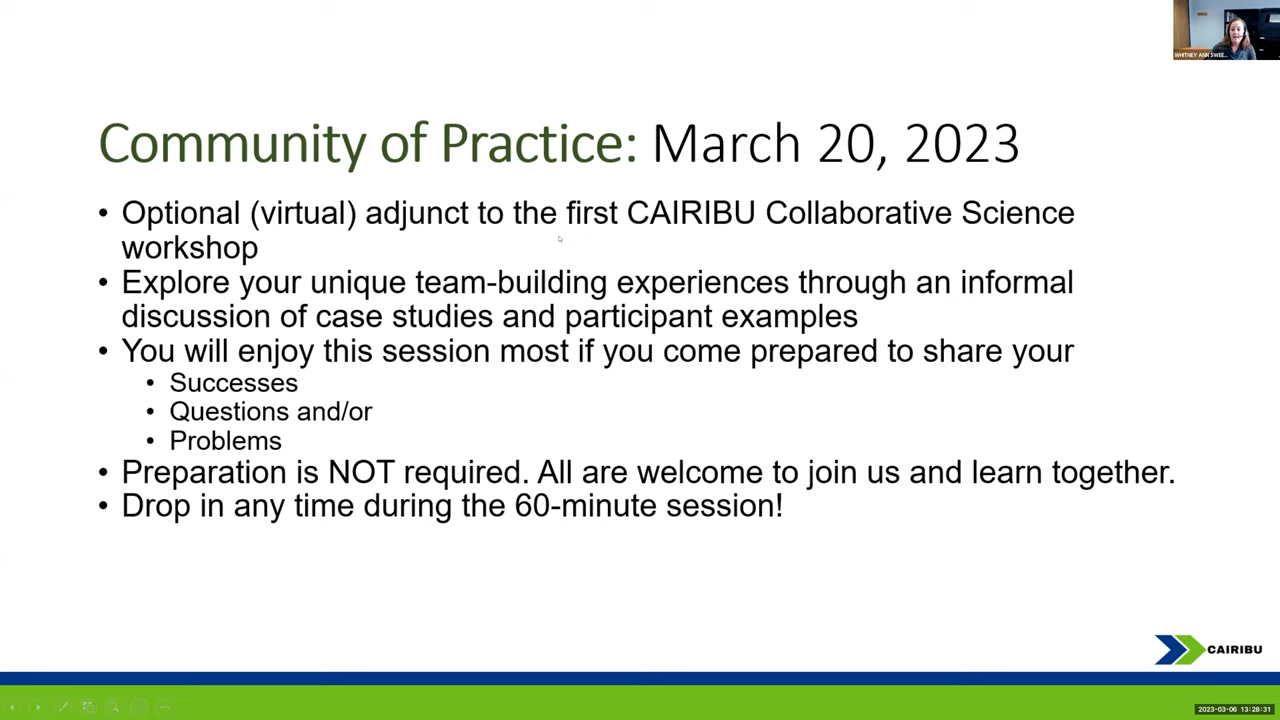 WHITNEY ANN SWEE...
Community of Practice: March 20, 2023
• Optional (virtual) adjunct to the first CAIRIBU Collaborative Science
workshop
• Explore your unique team-building experiences through an informal
discussion of case studies and participant examples
• You will enjoy this session most if you come prepared to share your
• Successes
• Questions and/or
• Problems
• Preparation is NOT required. All are welcome to join us and learn together.
• Drop in any time during the 60-minute session!
CAIRIBU
2023-03-06 13:28:31